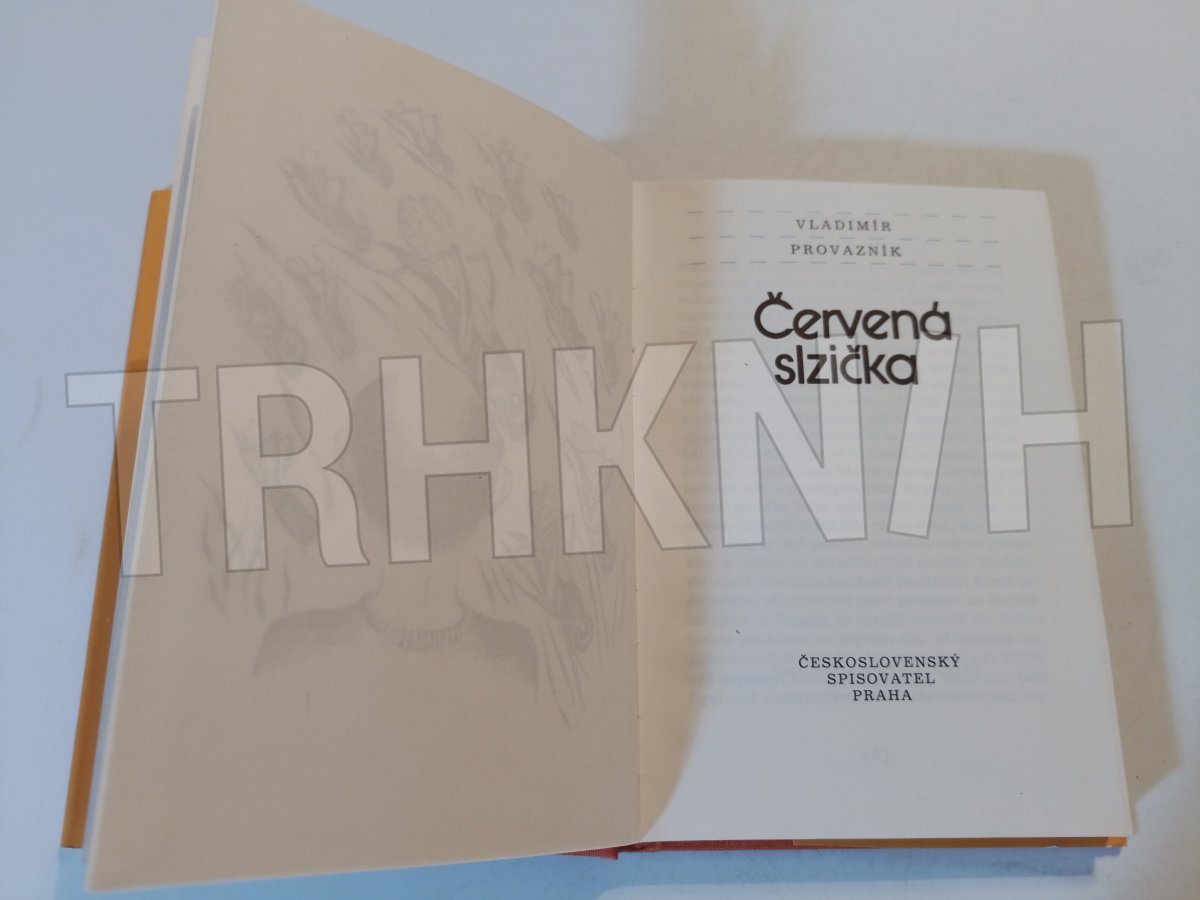 VLADIMÍR
PROVAZNÍK
Červená
slzička
TRHKNIH
ČESKOSLOVENSKÝ
SPISOVATEL
PRAHA